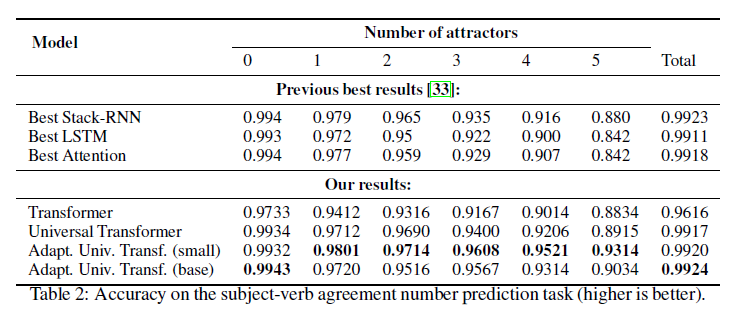 Model Number of attractors
0 1 2 3 4 5 Total
Previous best results [33]:
Best Stack-RNN 0.994 0.979 0.965 0.935 0.916 0.880 0.9923
Best LSTM 0.993 0.972 0.95 0.922 0.900 0.842 0.9911
Best Attention 0.994 0.977 0.959 0.929 0.907 0.842 0.9918
Our results:
Transformer 0.9733 0.9412 0.9316 0.9167 0.9014 0.8834 0.9616
Universal Transformer 0.9934 0.9712 0.9690 0.9400 0.9206 0.8915 0.9917
Adapt. Univ. Transf. (small) 0.9932 0.9801 0.9714 0.9608 0.9521 0.9314 0.9920
Adapt. Univ. Transf. (base) 0.9943 0.9720 0.9516 0.9567 0.9314 0.9034 0.9924
Table 2: Accuracy on the subject-verb agreement number prediction task (higher is better).